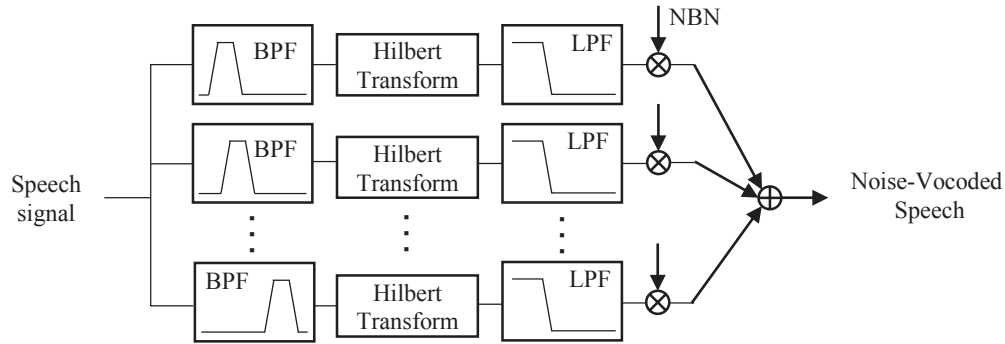 NBN
BPF
Hilbert
Transform
LPF
BPF
Hilbert
Transform
LPF
Speech
signal
Noise-Vocoded
Speech
BPF
Hilbert
Transform
LPF